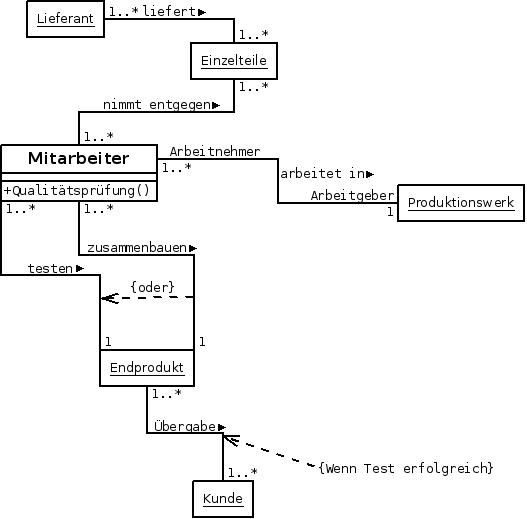 Lieferant
1..* liefert
1..*
Einzelteile
1..*
nimmt entgegen
1..*
Mitarbeiter
+Qualitätsprüfung()
Arbeitnehmer
1..*
arbeitet in
Arbeitgeber
1
Produktionswerk
1..*
1..*
zusammenbauen
testen
{oder}
1
1
Endprodukt
1..*
Übergabe
{Wenn Test erfolgreich}
1..*
Kunde